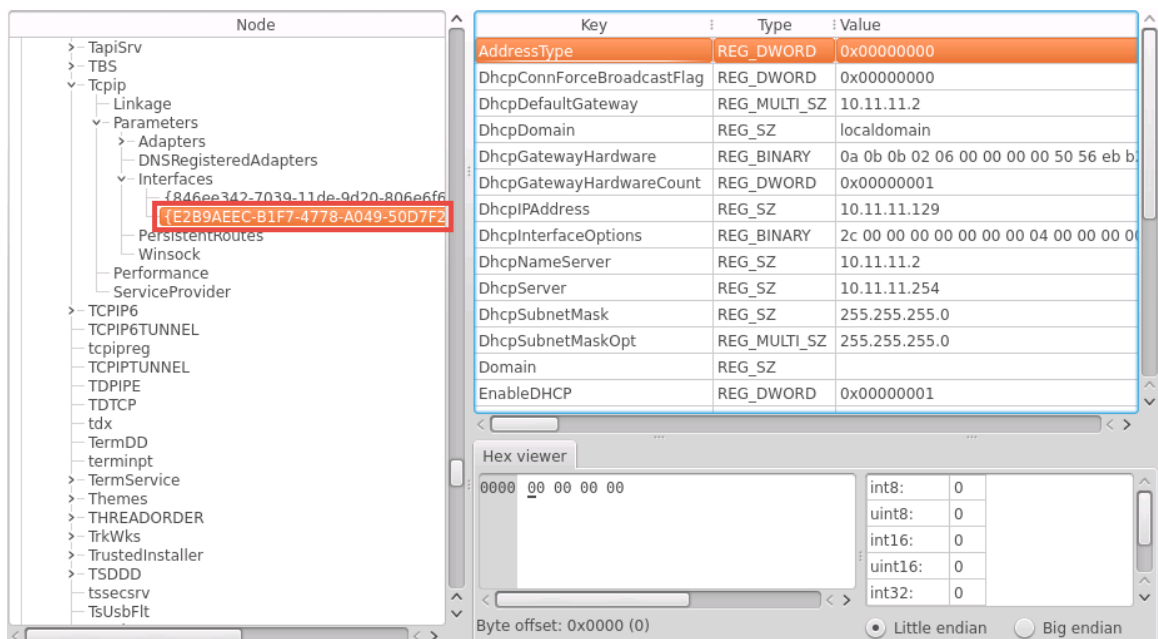 Node
TapiSrv
TBS
Tcpip
Linkage
Parameters
Adapters
DNSRegisteredAdapters
Interfaces
{846ee342-7039-11de-9d20-806e6f6
{E2B9AEEC-B1F7-4778-A049-50D7F2
PersistentRoutes
Winsock
Performance
ServiceProvider
TCPIP6
TCPIP6TUNNEL
tcpipreg
TCPIPTUNNEL
TDPIPE
TDTCP
tdx
TermDD
terminpt
TermService
Themes
THREADORDER
TrkWks
TrustedInstaller
TSDDD
tssecsrv
TsUsbFlt
Key Type Value
AddressType REG_DWORD 0x00000000
DhcpConnForceBroadcastFlag REG_DWORD 0x00000000
DhcpDefaultGateway REG_MULTI_SZ 10.11.11.2
DhcpDomain REG_SZ localdomain
DhcpGatewayHardware REG_BINARY 0a 0b 0b 02 06 00 00 00 00 50 56 eb b
DhcpGatewayHardwareCount REG_DWORD 0x00000001
DhcpIPAddress REG_SZ 10.11.11.129
DhcpInterfaceOptions REG_BINARY 2c 00 00 00 00 00 00 00 04 00 00 00 0
DhcpNameServer REG_SZ 10.11.11.2
DhcpServer REG_SZ 10.11.11.254
DhcpSubnetMask REG_SZ 255.255.255.0
DhcpSubnetMaskOpt REG_MULTI_SZ 255.255.255.0
Domain REG_SZ
EnableDHCP REG_DWORD 0x00000001
Hex viewer
0000 00 00 00 00
int8: 0
uint8: 0
int16: 0
uint16: 0
int32: 0
Byte offset: 0x0000 (0)
Little endian Big endian